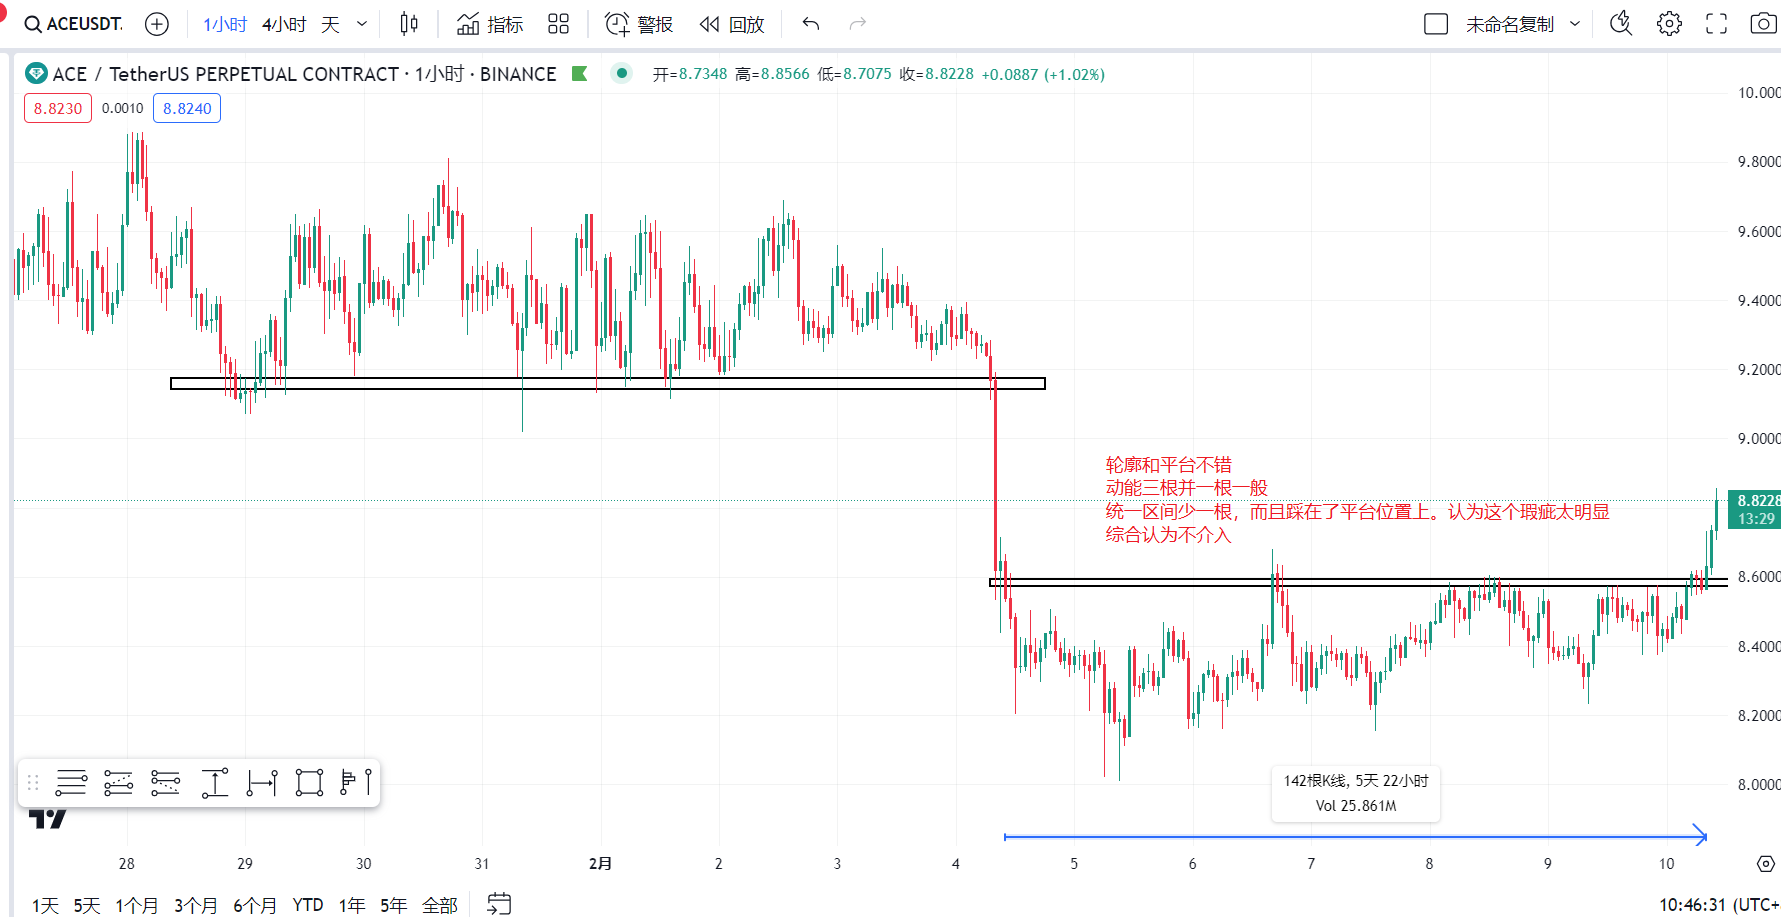 ACEUSDT.
1小时
4小时
天
指标
警报
回放
未命名复制
ACE / TetherUS PERPETUAL CONTRACT · 1小时 · BINANCE
开=8.7348 高=8.8566 低=8.7075 收=8.8228 +0.0887 (+1.02%)
8.8230
0.0010
8.8240
10.000
9.8000
9.6000
9.4000
9.2000
9.0000
轮廓和平台不错
动能三根并一根一般
统一区间少一根，而且踩在了平台位置上。认为这个瑕疵太明显
综合认为不介入
8.8228
13:29
8.6000
8.4000
8.2000
8.0000
142根K线, 5天 22小时
Vol 25.861M
28 29 30 31 2月 2 3 4 5 6 7 8 9 10
1天 5天 1个月 3个月 6个月 YTD 1年 5年 全部
10:46:31 (UTC+